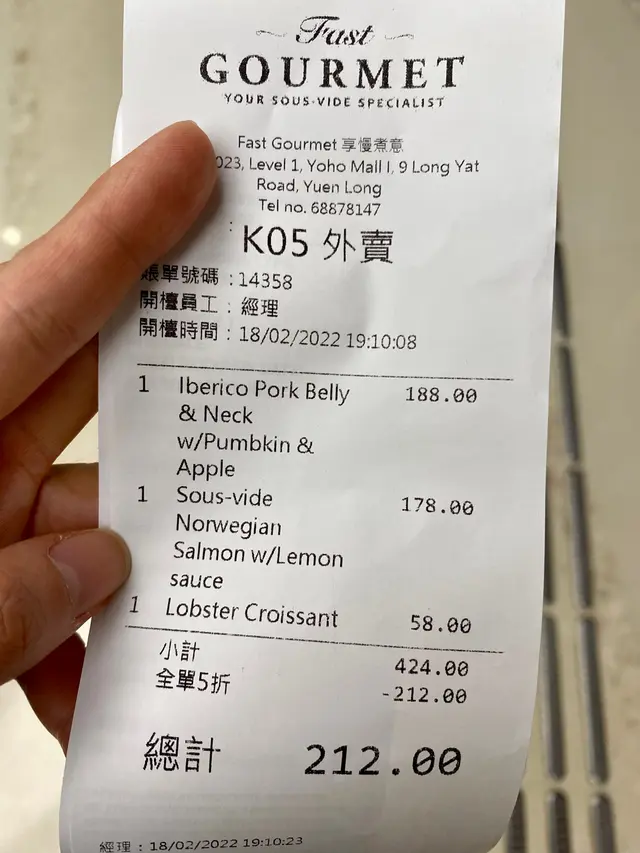 Fast
GOURMET
YOUR SOUS-VIDE SPECIALIST
Fast Gourmet 享慢煮意
023, Level 1, Yoho Mall I, 9 Long Yat
Road, Yuen Long
Tel no. 68878147
: K05 外賣
賬單號碼 : 14358
開檯員工 : 經理
開檯時間 : 18/02/2022 19:10:08
1 Iberico Pork Belly 188.00
& Neck
w/Pumbkin &
Apple
1 Sous-vide 178.00
Norwegian
Salmon w/Lemon
sauce
1 Lobster Croissant 58.00
小計 424.00
全單5折 -212.00
總計 212.00
經理 : 18/02/2022 19:10:23